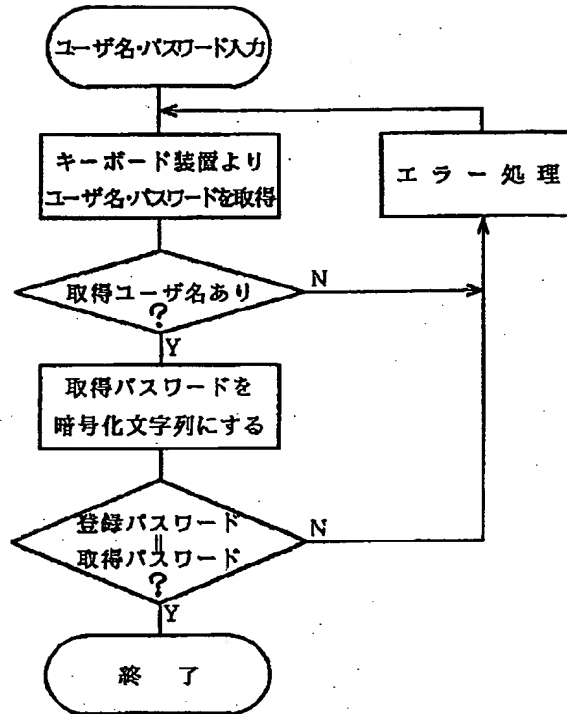 ユーザ名・パスワード入力
キーボード装置より
ユーザ名・パスワードを取得
エラー処理
取得ユーザ名あり
?
N
Y
取得パスワードを
暗号化文字列にする
登録パスワード
=
取得パスワード
?
N
Y
終了